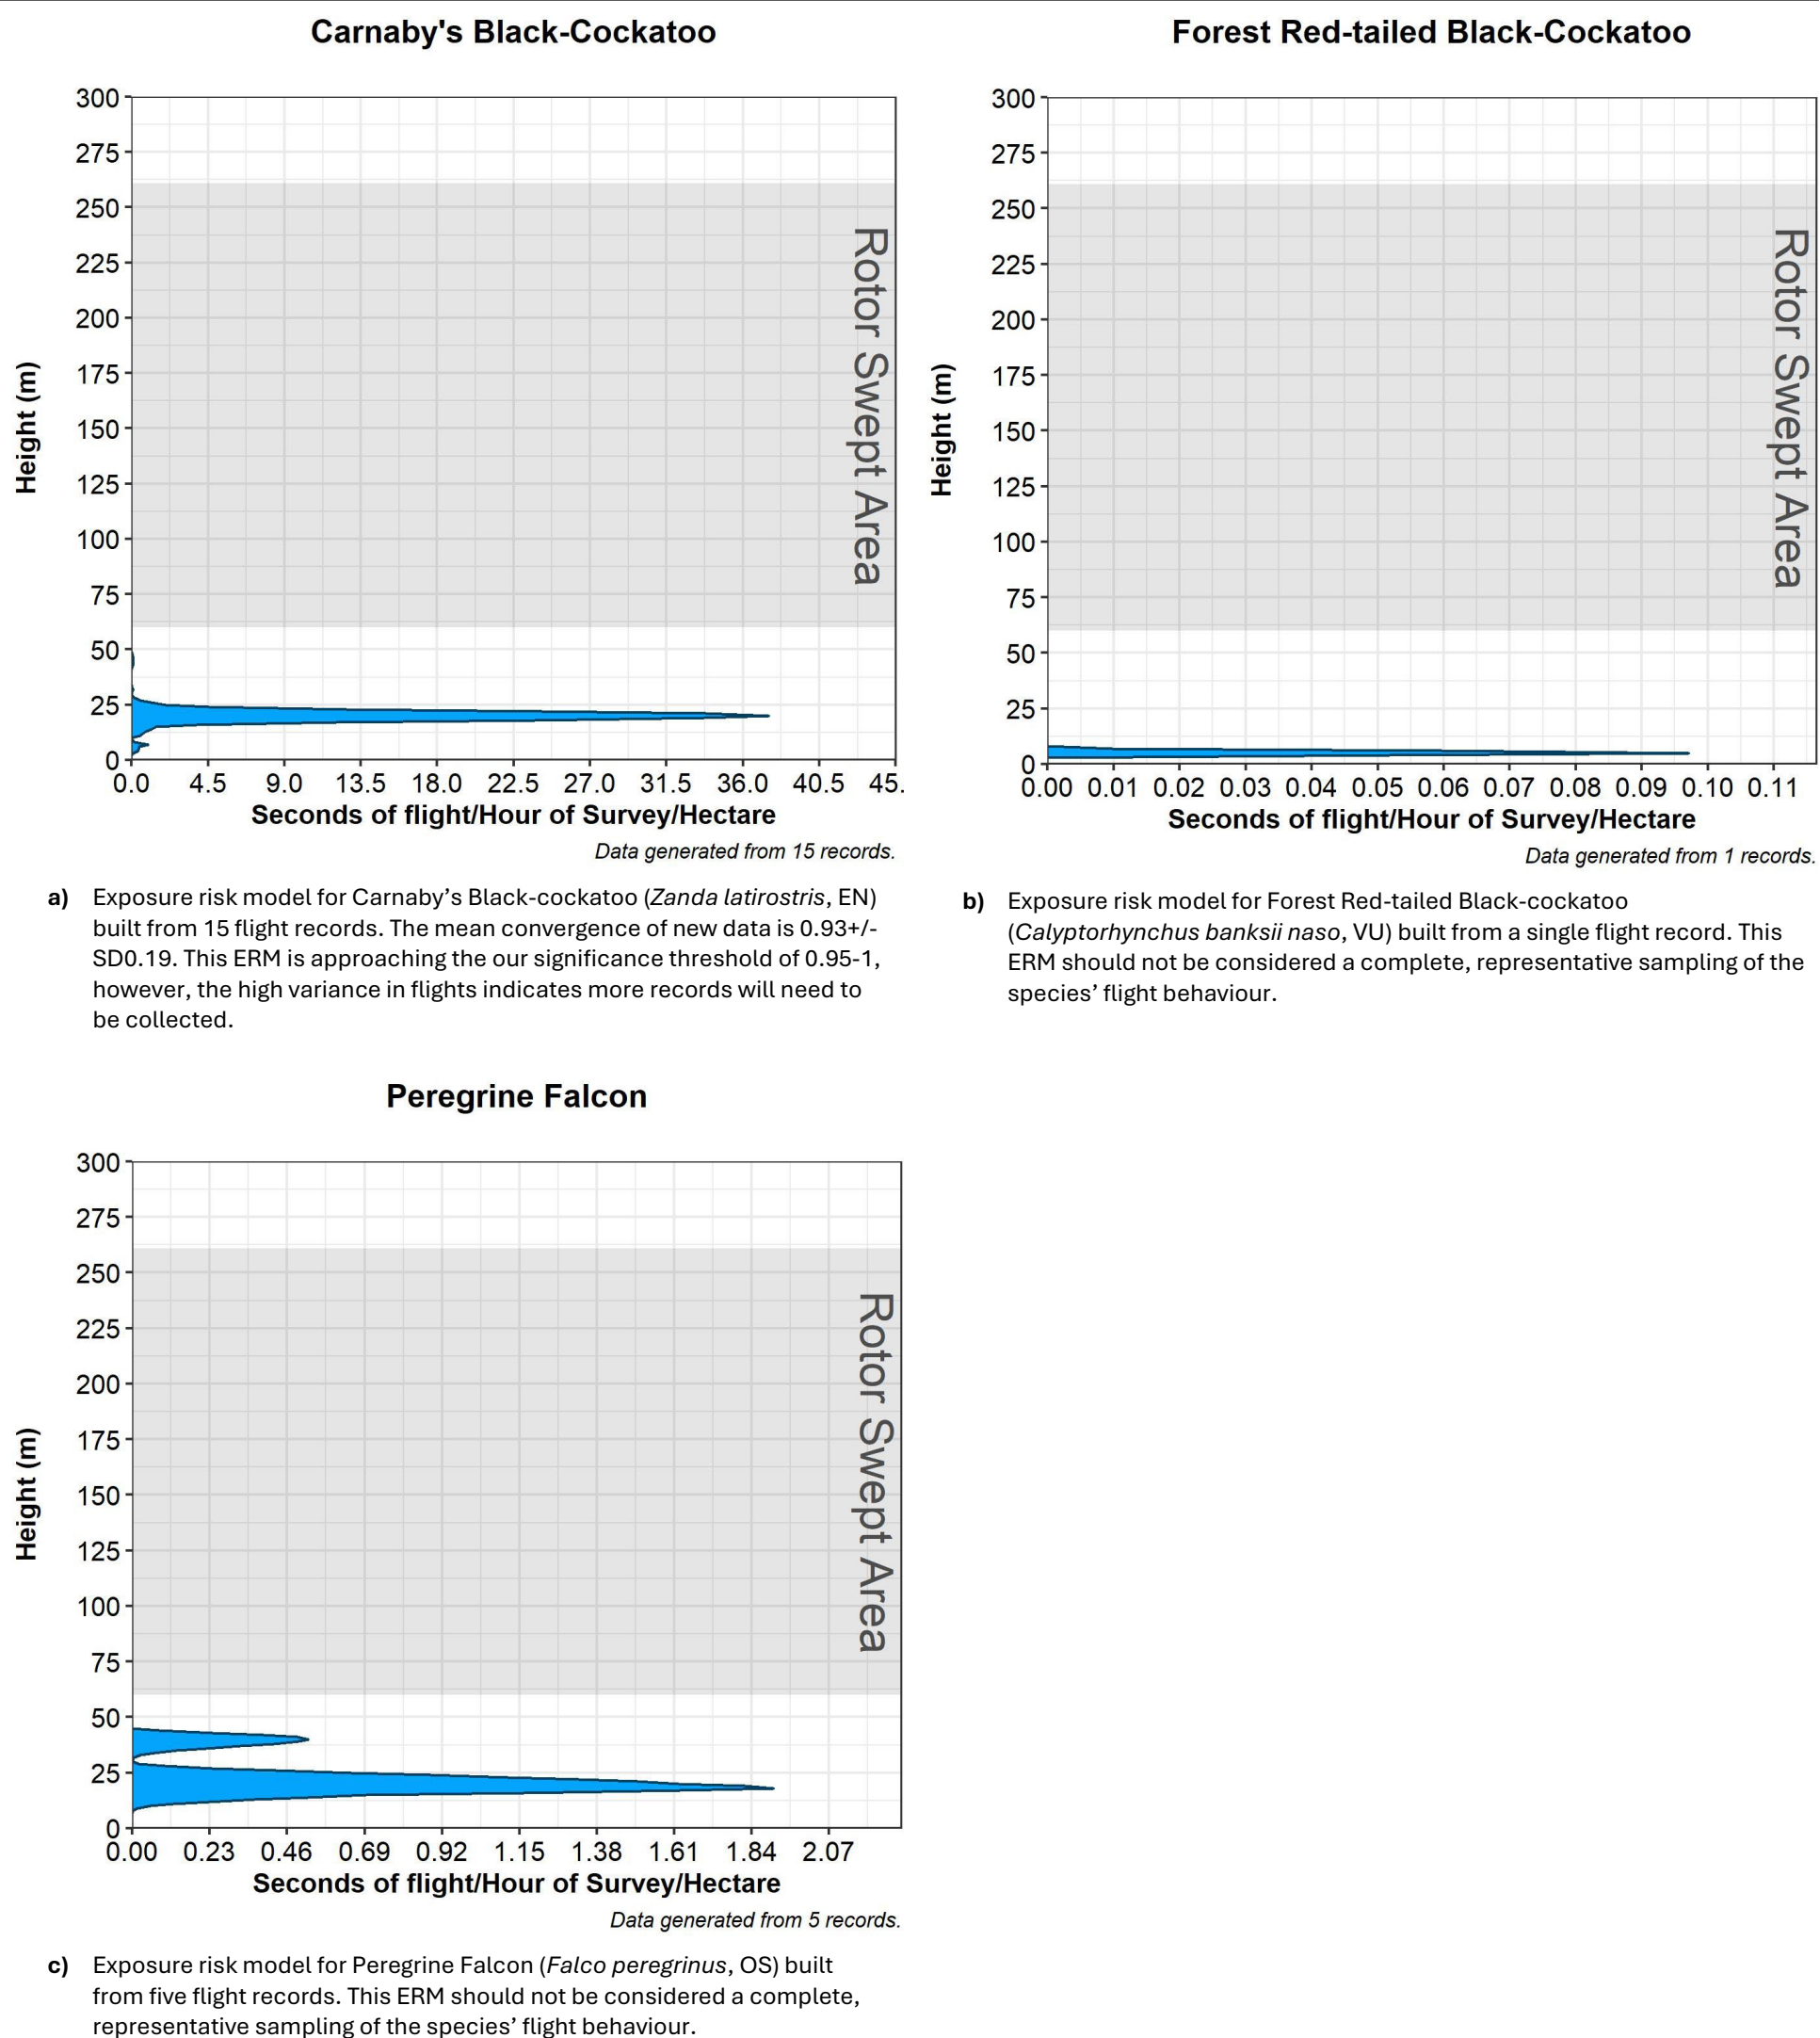 Carnaby's Black-Cockatoo
300
275
250
225
200
175
150
125
100
75
50
25
0
Height (m)
Rotor Swept Area
0.0 4.5 9.0 13.5 18.0 22.5 27.0 31.5 36.0 40.5 45.
Seconds of flight/Hour of Survey/Hectare
Data generated from 15 records.
a) Exposure risk model for Carnaby’s Black-cockatoo (Zanda latirostris, EN)
built from 15 flight records. The mean convergence of new data is 0.93+/-
SD0.19. This ERM is approaching the our significance threshold of 0.95-1,
however, the high variance in flights indicates more records will need to
be collected.
Forest Red-tailed Black-Cockatoo
300
275
250
225
200
175
150
125
100
75
50
25
0
Height (m)
Rotor Swept Area
0.00 0.01 0.02 0.03 0.04 0.05 0.06 0.07 0.08 0.09 0.10 0.11
Seconds of flight/Hour of Survey/Hectare
Data generated from 1 records.
b) Exposure risk model for Forest Red-tailed Black-cockatoo
(Calyptorhynchus banksii naso, VU) built from a single flight record. This
ERM should not be considered a complete, representative sampling of the
species’ flight behaviour.
Peregrine Falcon
300
275
250
225
200
175
150
125
100
75
50
25
0
Height (m)
Rotor Swept Area
0.00 0.23 0.46 0.69 0.92 1.15 1.38 1.61 1.84 2.07
Seconds of flight/Hour of Survey/Hectare
Data generated from 5 records.
c) Exposure risk model for Peregrine Falcon (Falco peregrinus, OS) built
from five flight records. This ERM should not be considered a complete,
representative sampling of the species’ flight behaviour.